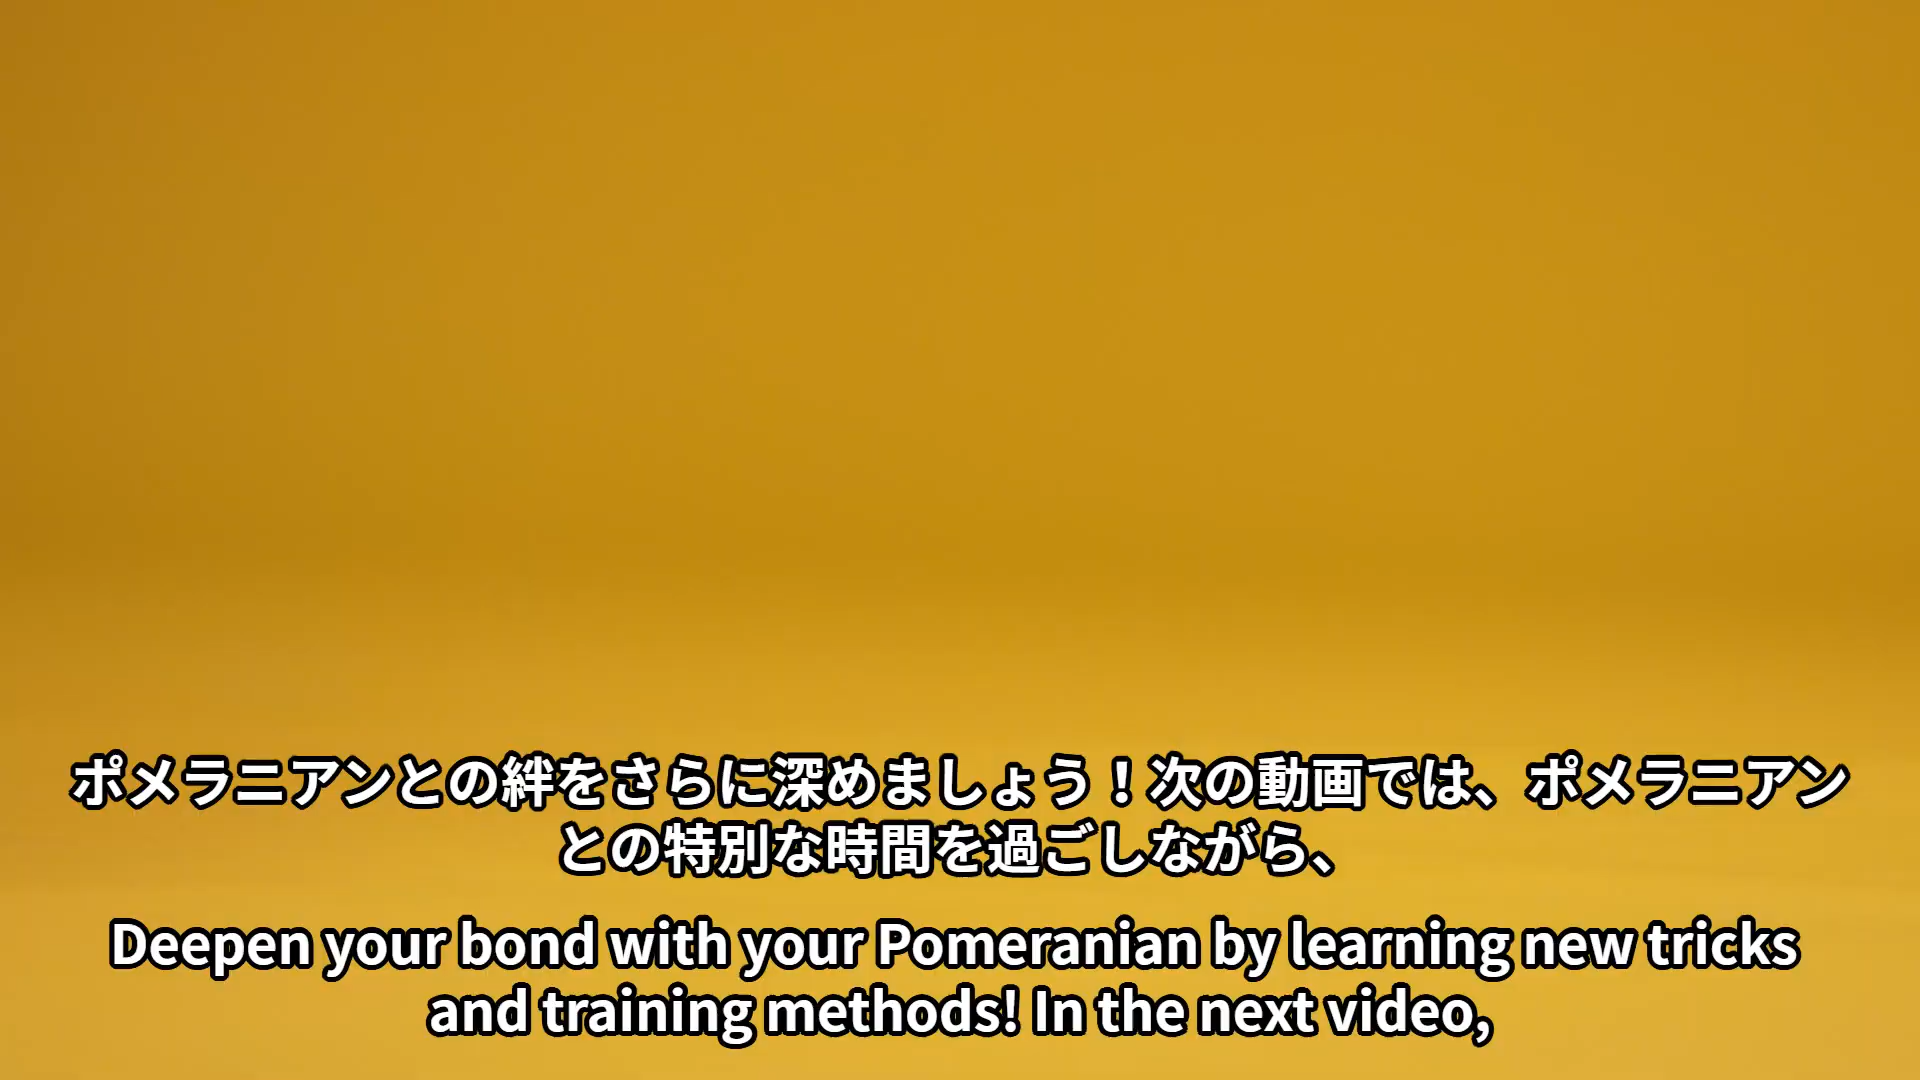 ポメラニアンとの絆をさらに深めましょう！次の動画では、ポメラニアン
との特別な時間を過ごしながら、
Deepen your bond with your Pomeranian by learning new tricks
and training methods! In the next video,